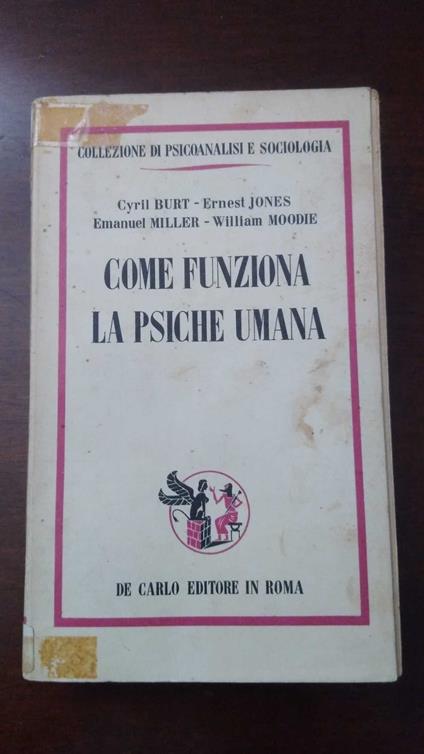 COLLEZIONE DI PSICOANALISI E SOCIOLOGIA
Cyril BURT - Ernest JONES
Emanuel MILLER - William MOODIE
COME FUNZIONA
LA PSICHE UMANA
DE CARLO EDITORE IN ROMA